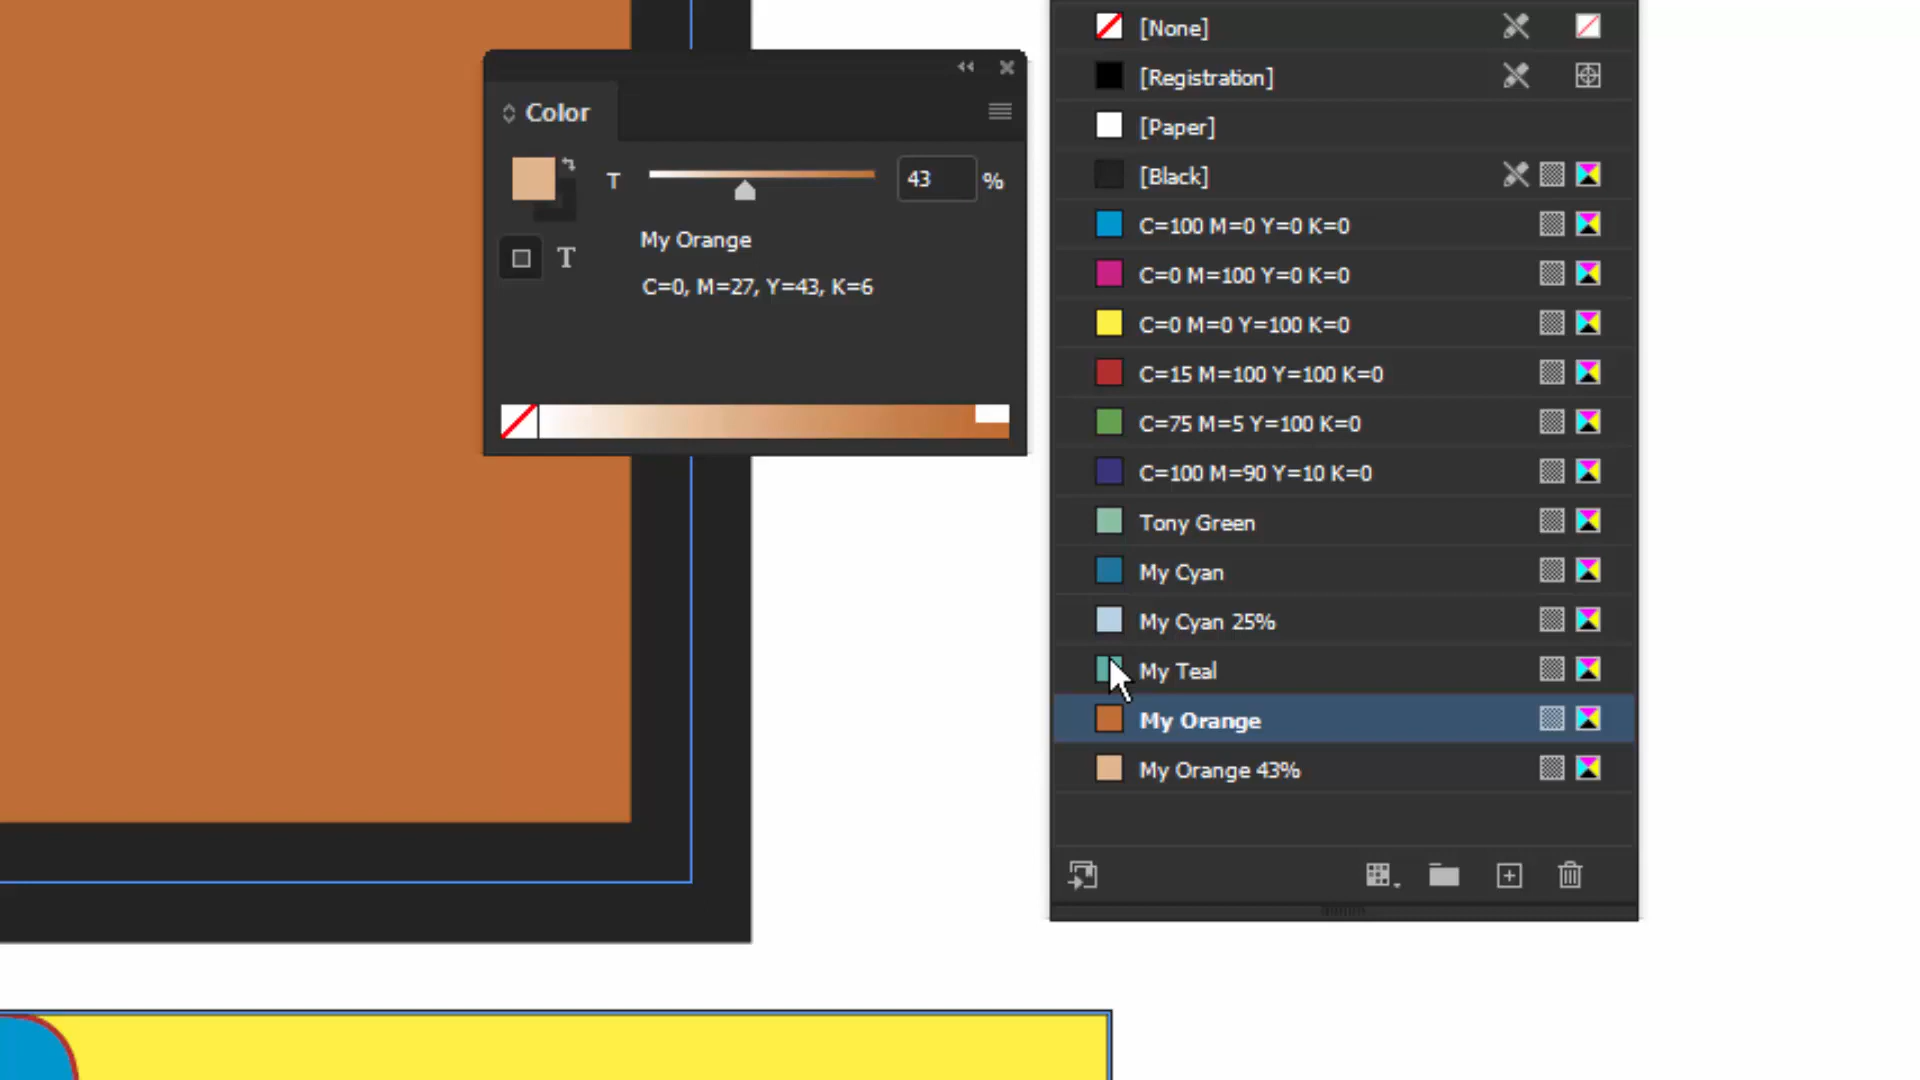 Color
T
43
%
My Orange
T
C=0, M=27, Y=43, K=6
[None]
[Registration]
[Paper]
[Black]
C=100 M=0 Y=0 K=0
C=0 M=100 Y=0 K=0
C=0 M=0 Y=100 K=0
C=15 M=100 Y=100 K=0
C=75 M=5 Y=100 K=0
C=100 M=90 Y=10 K=0
Tony Green
My Cyan
My Cyan 25%
My Teal
My Orange
My Orange 43%